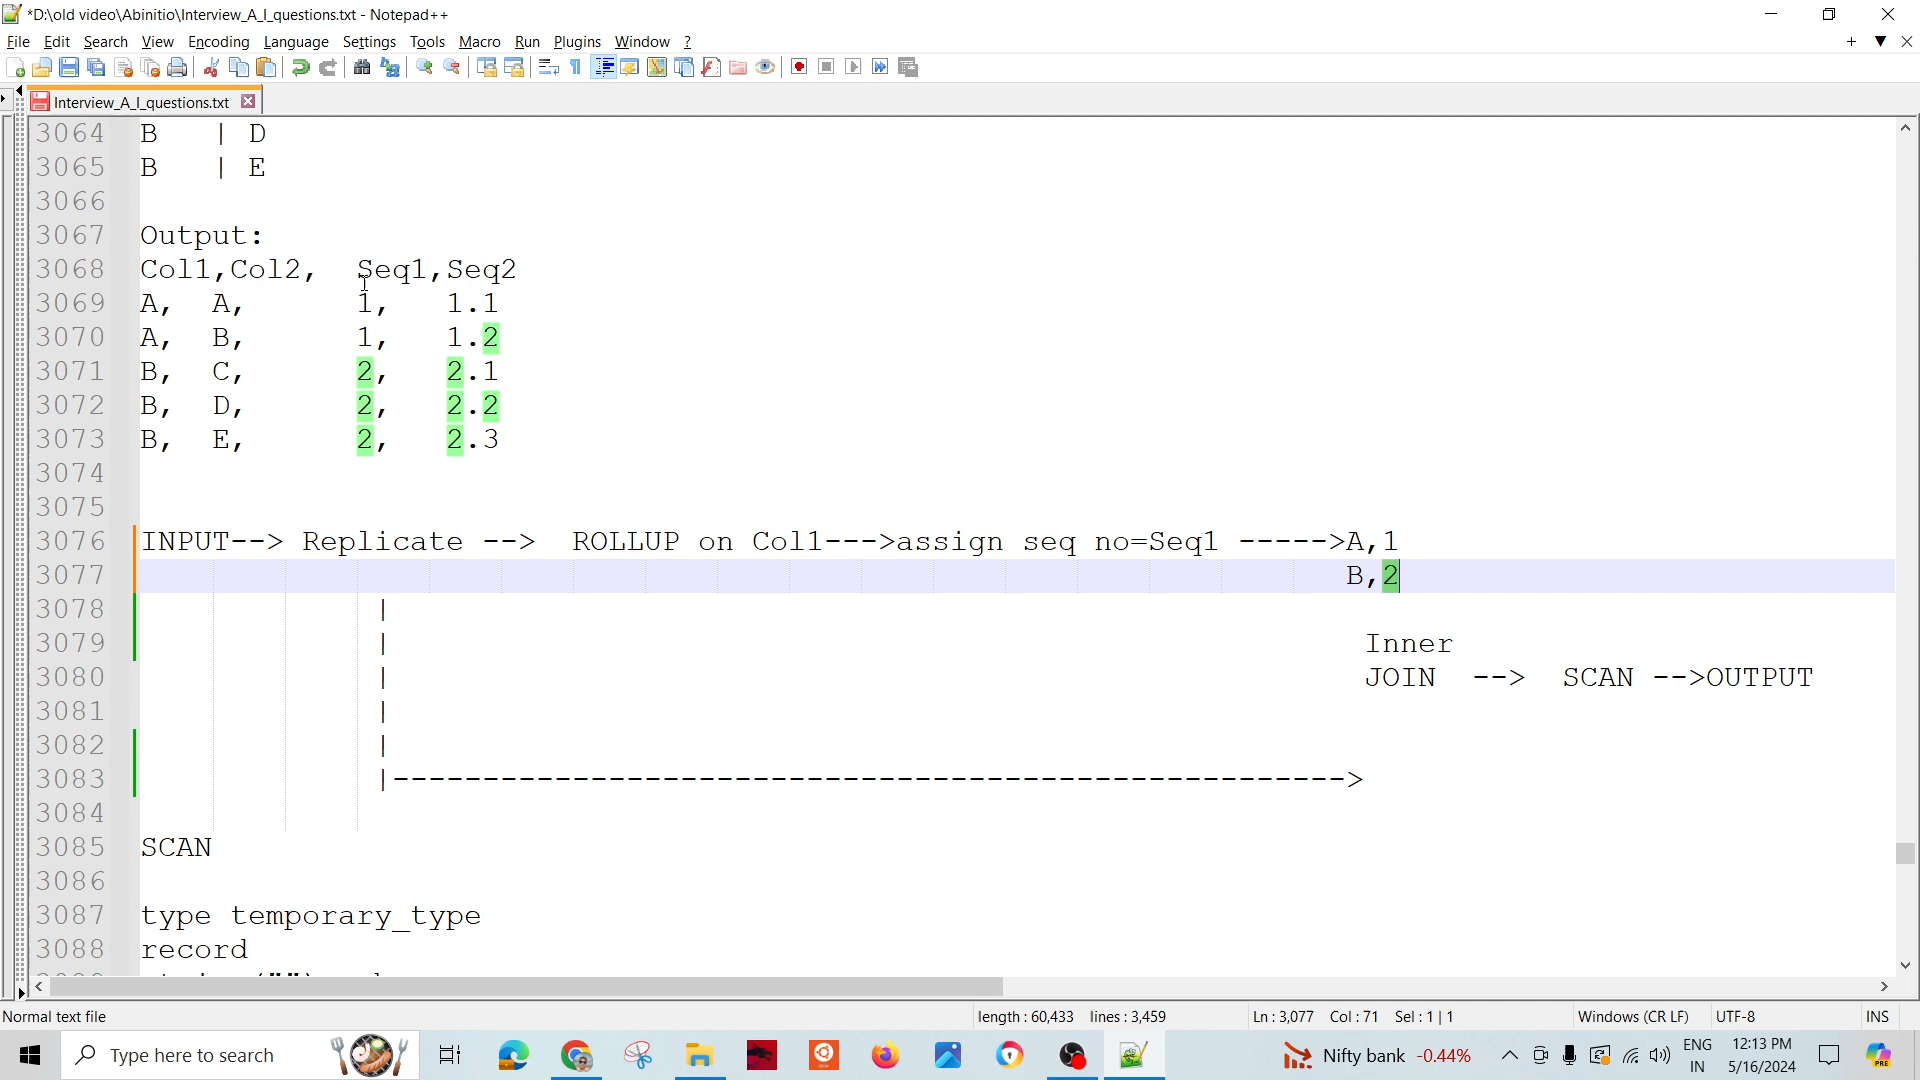 *D:\old video\Abinitio\Interview_A_I_questions.txt - Notepad++
File Edit Search View Encoding Language Settings Tools Macro Run Plugins Window ?
Interview_A_I_questions.txt
3064 B | D
3065 B | E
3066
3067 Output:
3068 Col1,Col2, Seq1,Seq2
3069 A, A, 1, 1.1
3070 A, B, 1, 1.2
3071 B, C, 2, 2.1
3072 B, D, 2, 2.2
3073 B, E, 2, 2.3
3074
3075
3076 INPUT--> Replicate --> ROLLUP on Col1--->assign seq no=Seq1 ----->A,1
3077 B,2
3078 |
3079 | Inner
3080 | JOIN --> SCAN -->OUTPUT
3081 |
3082 |
3083 |----------------------------------------------------->
3084
3085 SCAN
3086
3087 type temporary_type
3088 record
Normal text file length : 60,433 lines : 3,459 Ln : 3,077 Col : 71 Sel : 1 | 1 Windows (CR LF) UTF-8 INS
Type here to search Nifty bank -0.44% ENG IN 12:13 PM 5/16/2024